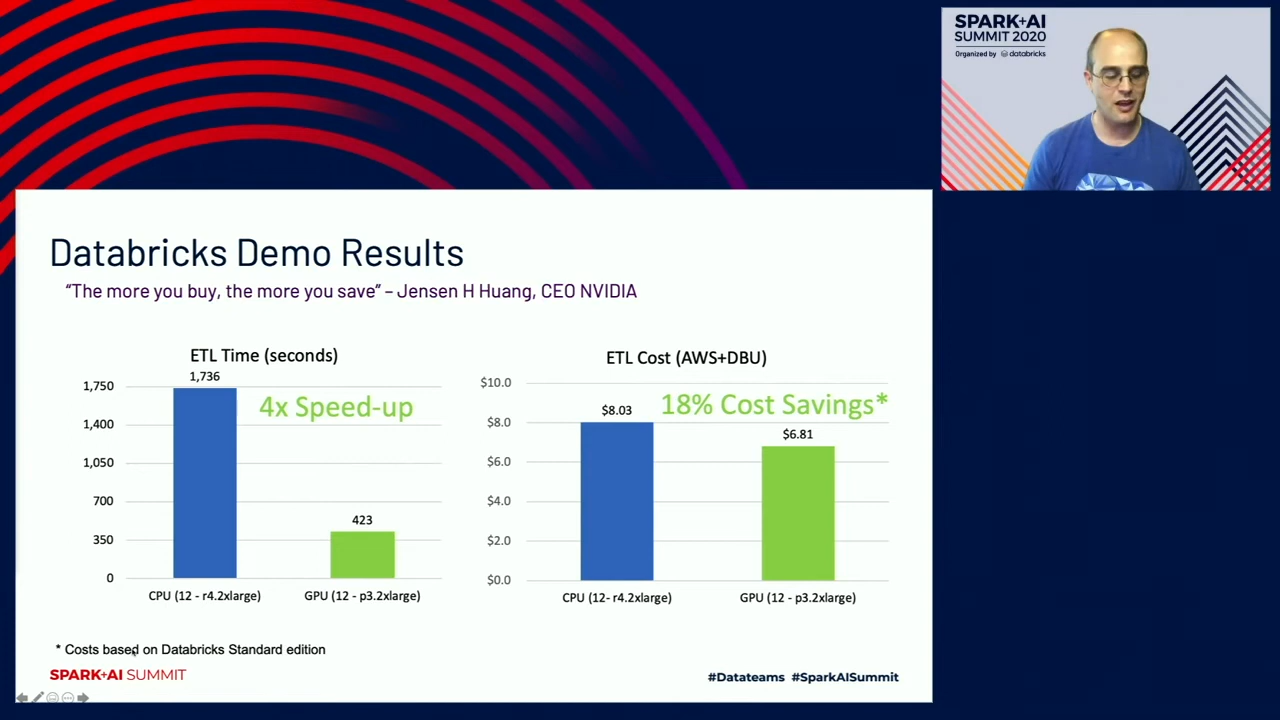 SPARK+AI
SUMMIT 2020
Organized by databricks
Databricks Demo Results
“The more you buy, the more you save” – Jensen H Huang, CEO NVIDIA
ETL Time (seconds)
1,736
1,750
1,400
1,050
700
350
0
4x Speed-up
423
CPU (12 - r4.2xlarge)
GPU (12 - p3.2xlarge)
ETL Cost (AWS+DBU)
$10.0
$8.0
$6.0
$4.0
$2.0
$0.0
18% Cost Savings*
$8.03
$6.81
CPU (12- r4.2xlarge)
GPU (12 - p3.2xlarge)
* Costs based on Databricks Standard edition
SPARK+AI SUMMIT
#Datateams #SparkAISummit